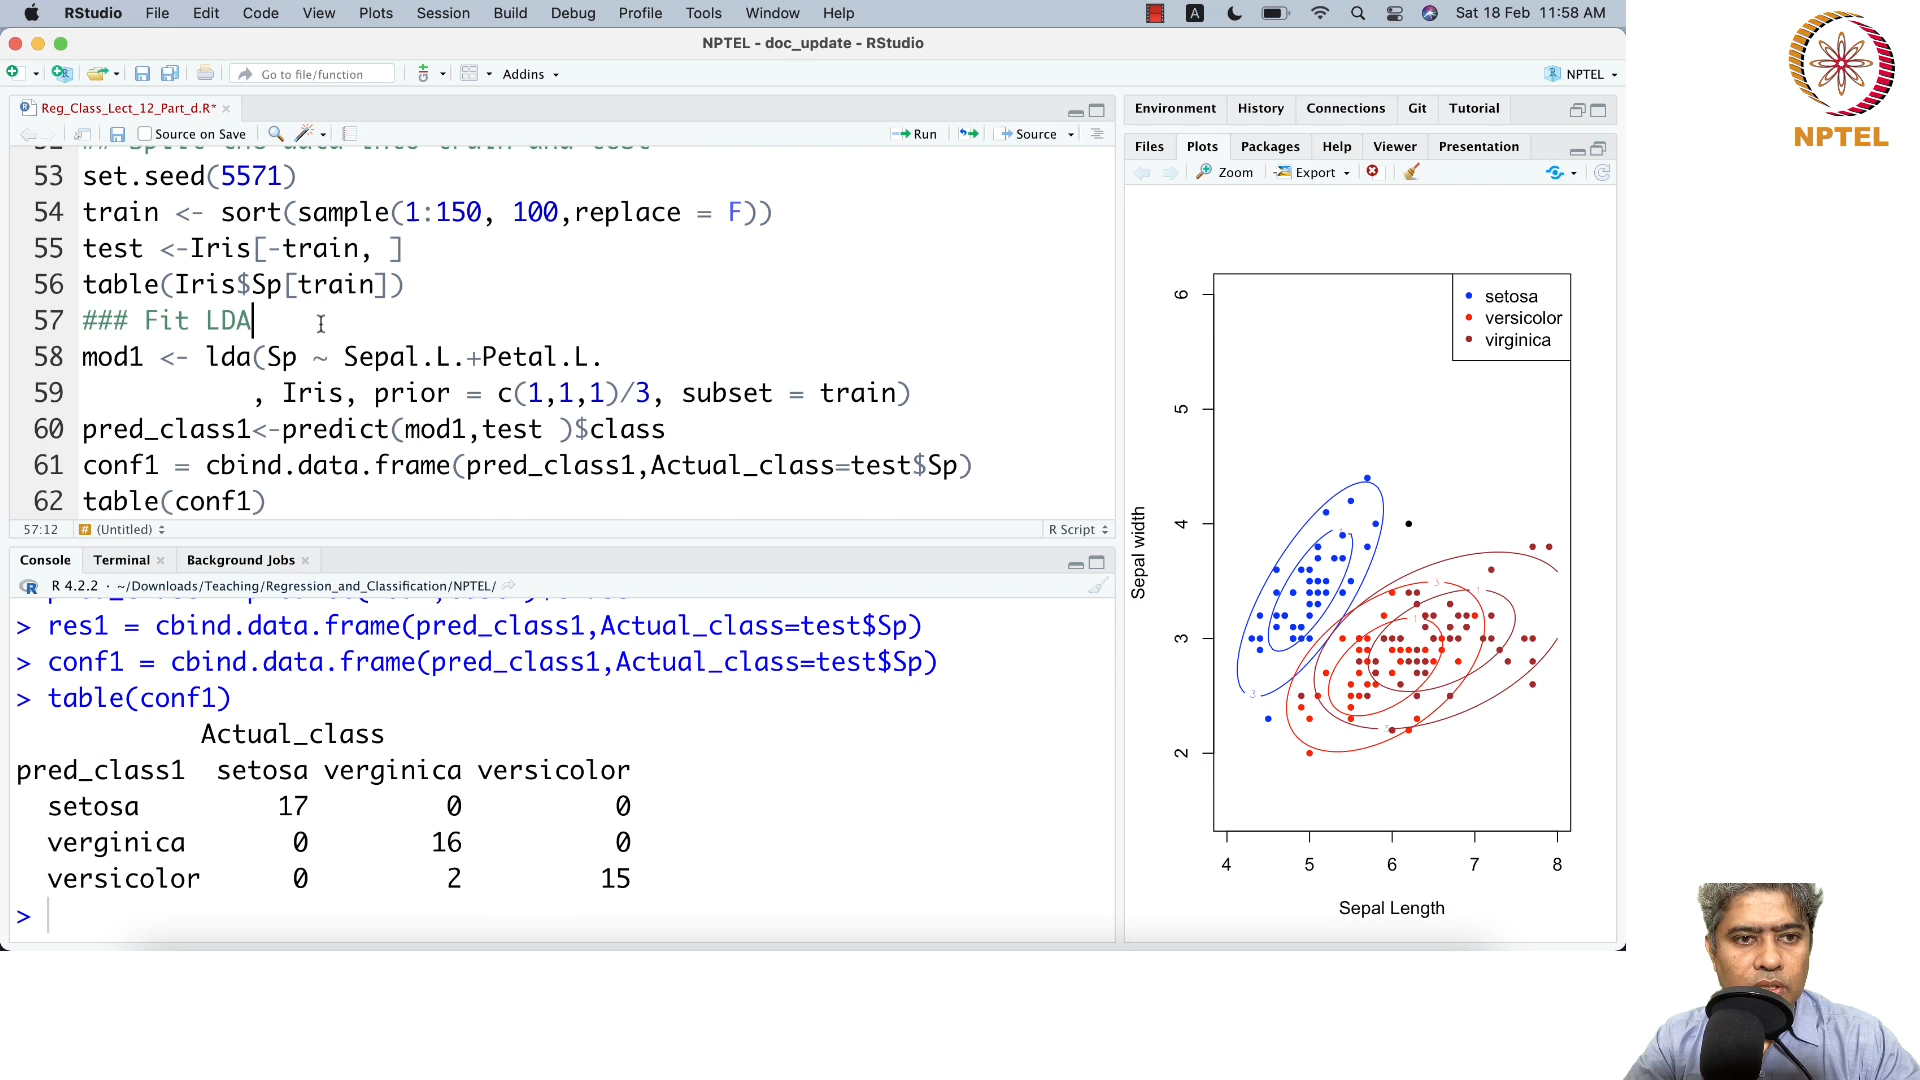 RStudio File Edit Code View Plots Session Build Debug Profile Tools Window Help A Sat 18 Feb 11:58 AM
NPTEL - doc_update - RStudio
Go to file/function Addins NPTEL
Reg_Class_Lect_12_Part_d.R*
Source on Save Run Source
53 set.seed(5571)
54 train <- sort(sample(1:150, 100,replace = F))
55 test <-Iris[-train, ]
56 table(Iris$Sp[train])
57 ### Fit LDA
58 mod1 <- lda(Sp ~ Sepal.L.+Petal.L.
59 , Iris, prior = c(1,1,1)/3, subset = train)
60 pred_class1<-predict(mod1,test )$class
61 conf1 = cbind.data.frame(pred_class1,Actual_class=test$Sp)
62 table(conf1)
57:12 # (Untitled) R Script
Console Terminal Background Jobs
R 4.2.2 · ~/Downloads/Teaching/Regression_and_Classification/NPTEL/
> res1 = cbind.data.frame(pred_class1,Actual_class=test$Sp)
> conf1 = cbind.data.frame(pred_class1,Actual_class=test$Sp)
> table(conf1)
Actual_class
pred_class1 setosa verginica versicolor
setosa 17 0 0
verginica 0 16 0
versicolor 0 2 15
>
Environment History Connections Git Tutorial
Files Plots Packages Help Viewer Presentation
Zoom Export
setosa
versicolor
virginica
6
5
4
3
2
Sepal width
4 5 6 7 8
Sepal Length
NPTEL